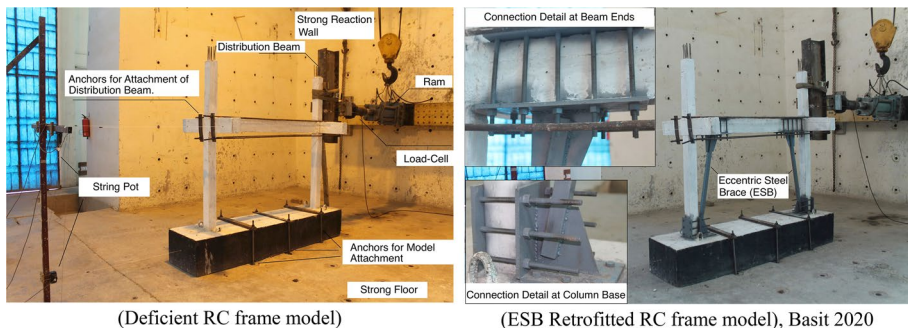 Strong Reaction
Wall
Distribution Beam
Anchors for Attachment of
Distribution Beam.
Ram
Load-Cell
String Pot
Anchors for Model
Attachment
Strong Floor
(Deficient RC frame model)
Connection Detail at Beam Ends
Eccentric Steel
Brace (ESB)
Connection Detail at Column Base
(ESB Retrofitted RC frame model), Basit 2020